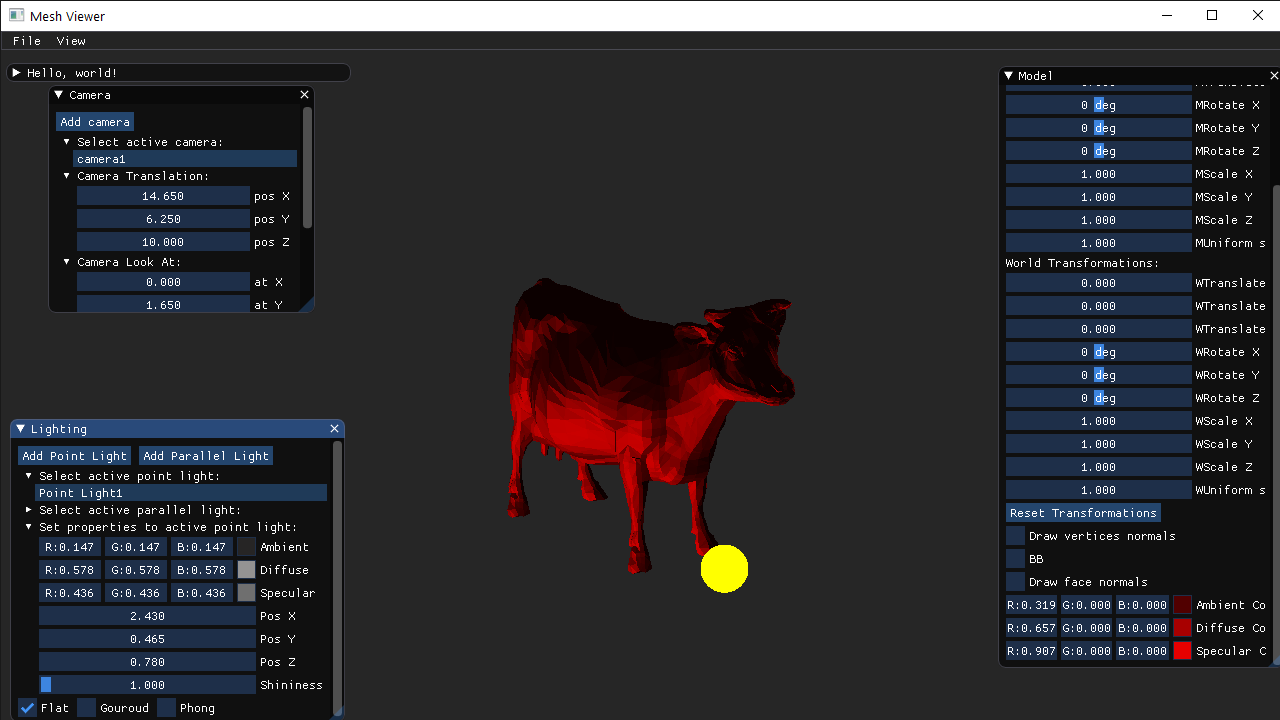 Mesh Viewer
File View
Hello, world!
Camera
Add camera
Select active camera:
camera1
Camera Translation:
14.650 pos X
6.250 pos Y
10.000 pos Z
Camera Look At:
0.000 at X
1.650 at Y
Lighting
Add Point Light Add Parallel Light
Select active point light:
Point Light1
Select active parallel light:
Set properties to active point light:
R:0.147 G:0.147 B:0.147 Ambient
R:0.578 G:0.578 B:0.578 Diffuse
R:0.436 G:0.436 B:0.436 Specular
2.430 Pos X
0.465 Pos Y
0.780 Pos Z
1.000 Shininess
Flat Gouroud Phong
Model
0 deg MRotate X
0 deg MRotate Y
0 deg MRotate Z
1.000 MScale X
1.000 MScale Y
1.000 MScale Z
1.000 MUniform s
World Transformations:
0.000 WTranslate
0.000 WTranslate
0.000 WTranslate
0 deg WRotate X
0 deg WRotate Y
0 deg WRotate Z
1.000 WScale X
1.000 WScale Y
1.000 WScale Z
1.000 WUniform s
Reset Transformations
Draw vertices normals
BB
Draw face normals
R:0.319 G:0.000 B:0.000 Ambient Co
R:0.657 G:0.000 B:0.000 Diffuse Co
R:0.907 G:0.000 B:0.000 Specular C